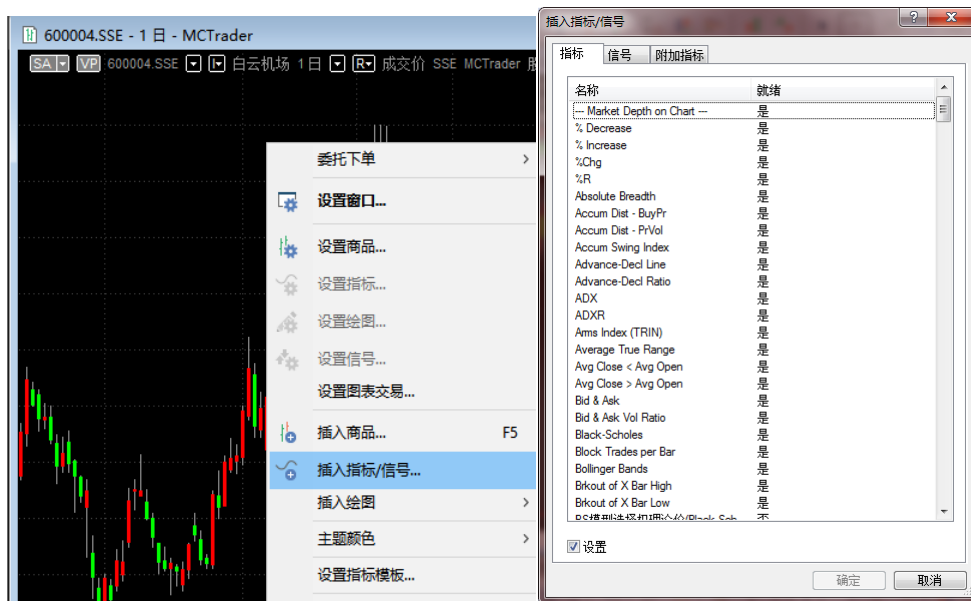 600004.SSE - 1 日 - MCTrader
SA VP 600004.SSE I 白云机场 1 日 R 成交价 SSE MCTrader
委托下单
设置窗口...
设置商品...
设置指标...
设置绘图...
设置信号...
设置图表交易...
插入商品... F5
插入指标/信号...
插入绘图
主题颜色
设置指标模板...
插入指标/信号
指标 信号 附加指标
名称 就绪
--- Market Depth on Chart --- 是
% Decrease 是
% Increase 是
%Chg 是
%R 是
Absolute Breadth 是
Accum Dist - BuyPr 是
Accum Dist - PrVol 是
Accum Swing Index 是
Advance-Decl Line 是
Advance-Decl Ratio 是
ADX 是
ADXR 是
Arms Index (TRIN) 是
Average True Range 是
Avg Close < Avg Open 是
Avg Close > Avg Open 是
Bid & Ask 是
Bid & Ask Vol Ratio 是
Black-Scholes 是
Block Trades per Bar 是
Bollinger Bands 是
Brkout of X Bar High 是
Brkout of X Bar Low 是
设置
确定 取消